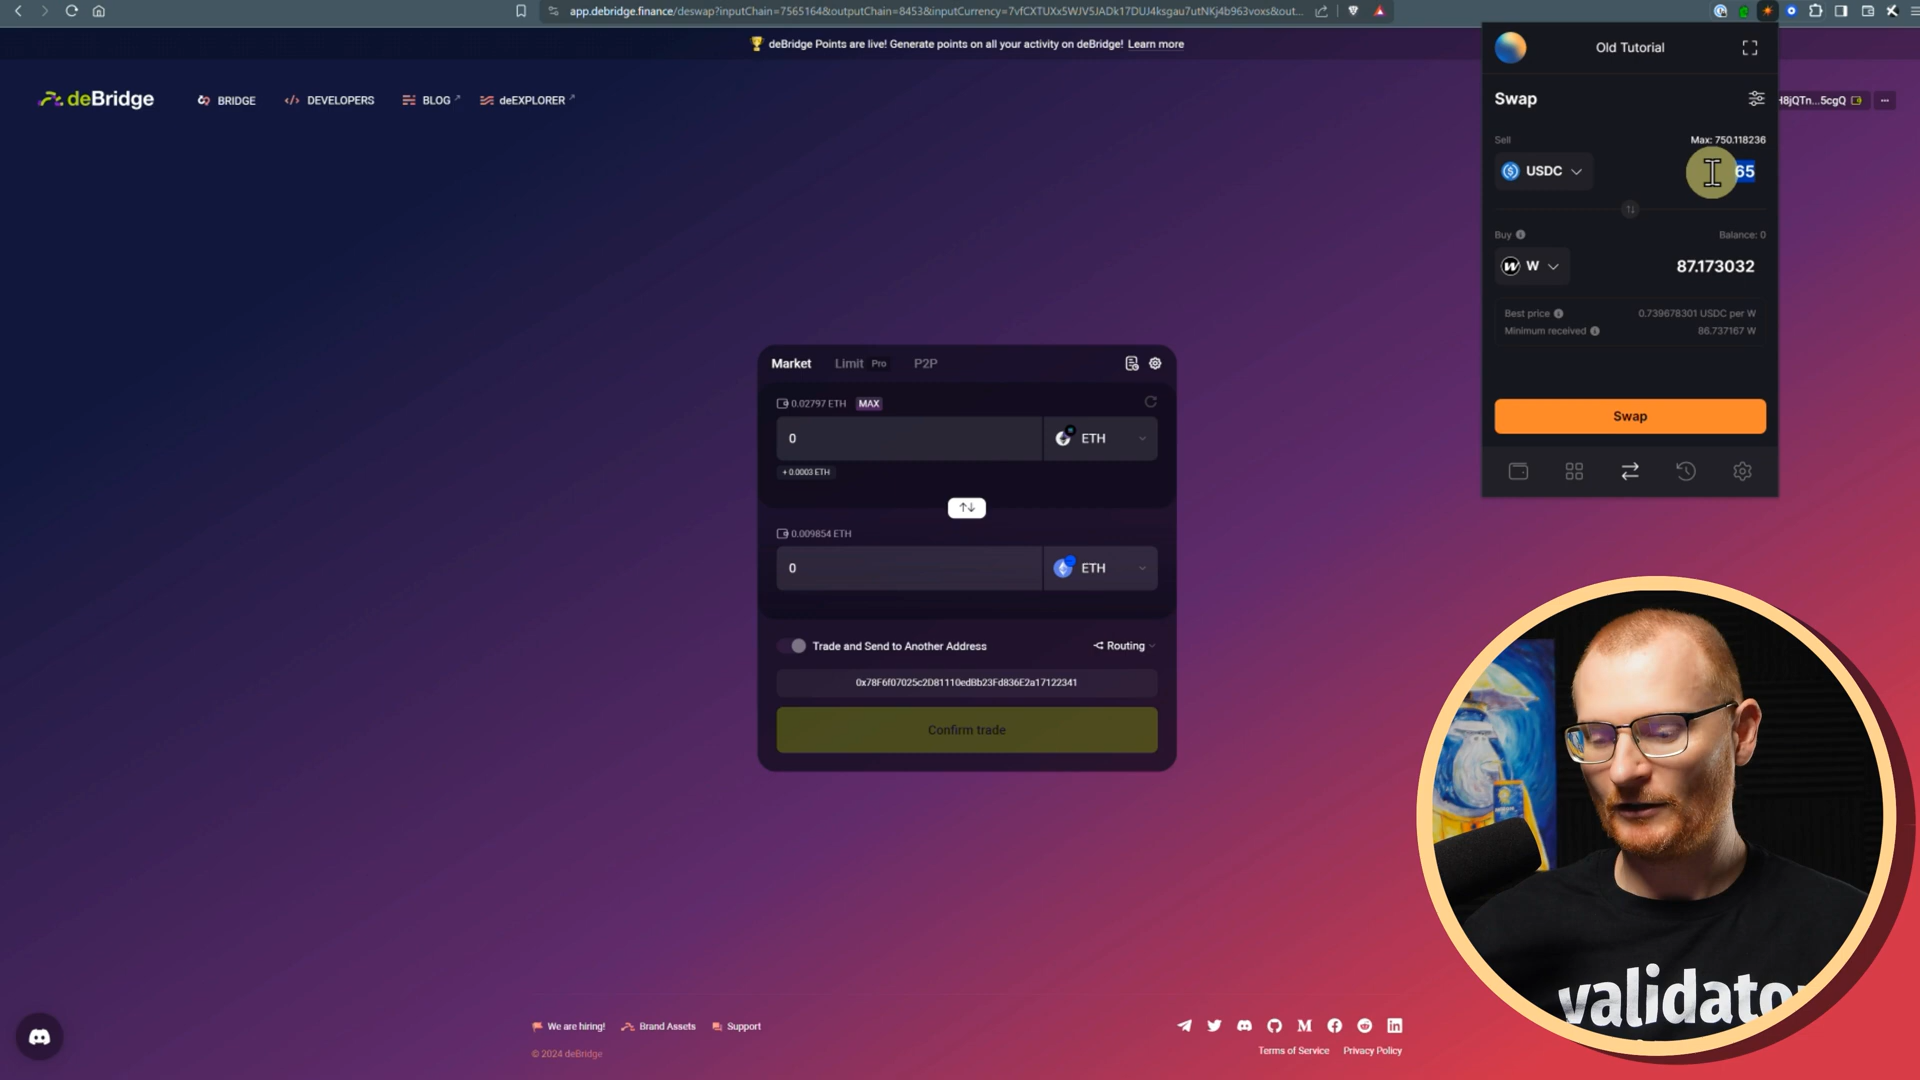 app.debridge.finance/deswap?inputChain=7565164&outputChain=8453&inputCurrency=7vfCXTUXx5WJV5JADk17DUJ4ksgau7utNKj4b963voxs&out...
deBridge Points are live! Generate points on all your activity on deBridge! Learn more
deBridge
BRIDGE
DEVELOPERS
BLOG
deEXPLORER
H8jQTn...5cgQ
Old Tutorial
Swap
Sell
Max: 750.118236
USDC
65
Buy
Balance: 0
W
87.173032
Best price
0.739678301 USDC per W
Minimum received
86.737167 W
Swap
Market
Limit Pro
P2P
0.02797 ETH MAX
0
ETH
+ 0.0003 ETH
0.009854 ETH
0
ETH
Trade and Send to Another Address
Routing
0x78F6f07025c2D81110edBb23Fd836E2a17122341
Confirm trade
We are hiring!
Brand Assets
Support
© 2024 deBridge
Terms of Service
Privacy Policy
validator